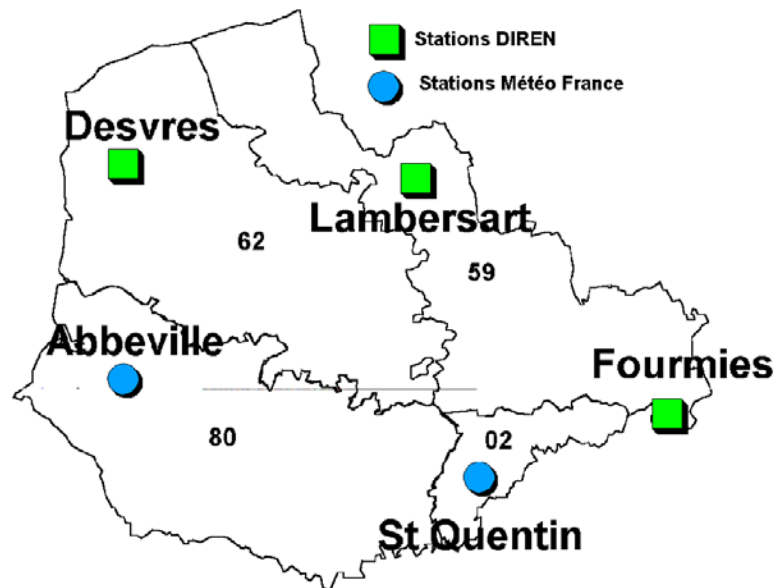 Stations DIREN
Stations Météo France
Desvres
Lambersart
62
59
Abbeville
Fourmies
80
02
St Quentin